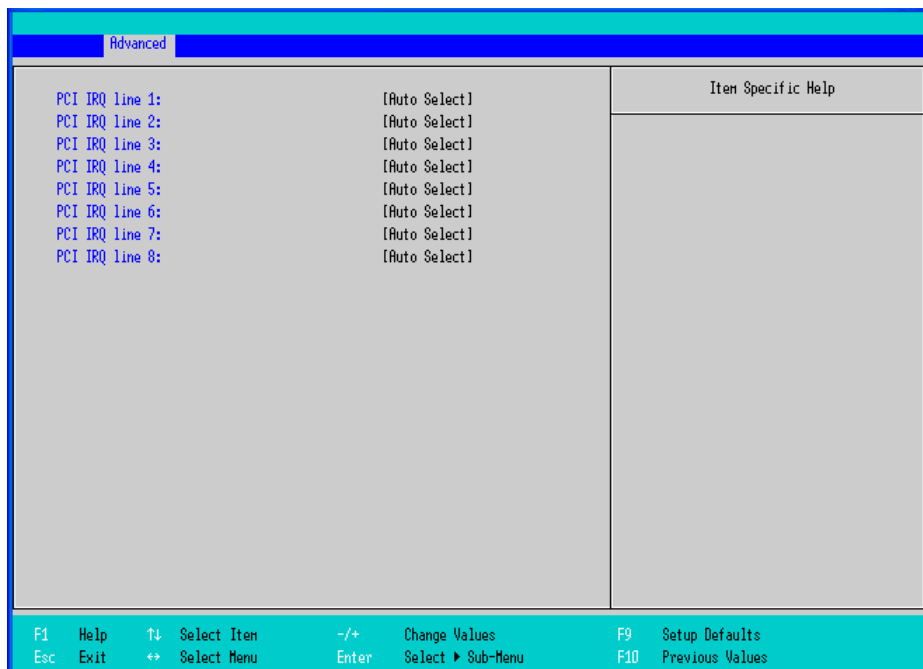 Advanced
Item Specific Help
PCI IRQ line 1: [Auto Select]
PCI IRQ line 2: [Auto Select]
PCI IRQ line 3: [Auto Select]
PCI IRQ line 4: [Auto Select]
PCI IRQ line 5: [Auto Select]
PCI IRQ line 6: [Auto Select]
PCI IRQ line 7: [Auto Select]
PCI IRQ line 8: [Auto Select]
F1 Help ↑↓ Select Item -/+ Change Values F9 Setup Defaults
Esc Exit ↔ Select Menu Enter Select ▶ Sub-Menu F10 Previous Values